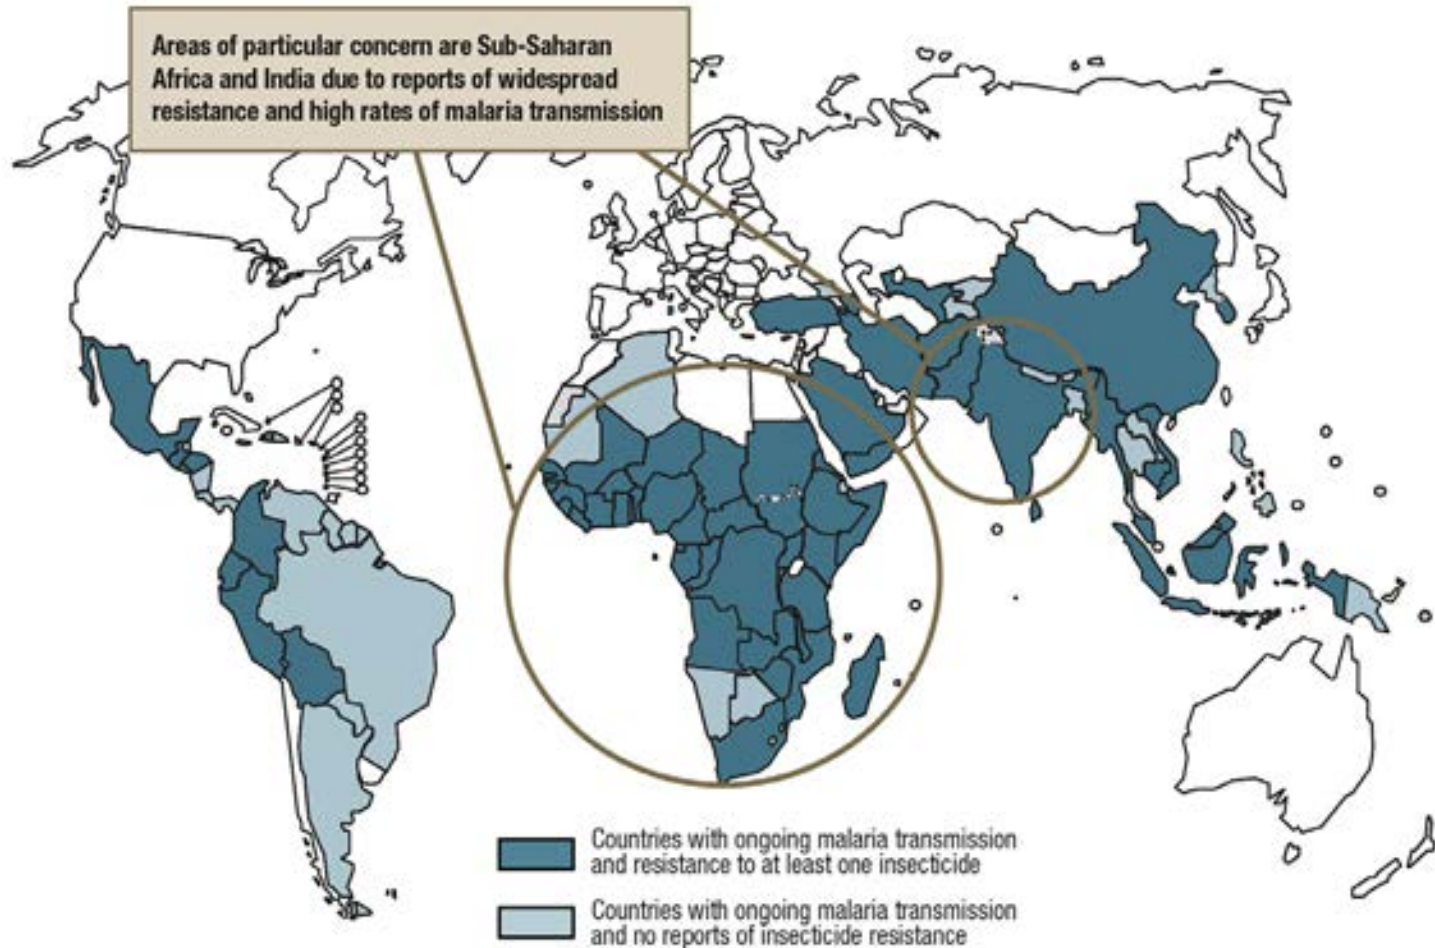 Areas of particular concern are Sub-Saharan
Africa and India due to reports of widespread
resistance and high rates of malaria transmission
Countries with ongoing malaria transmission
and resistance to at least one insecticide
Countries with ongoing malaria transmission
and no reports of insecticide resistance